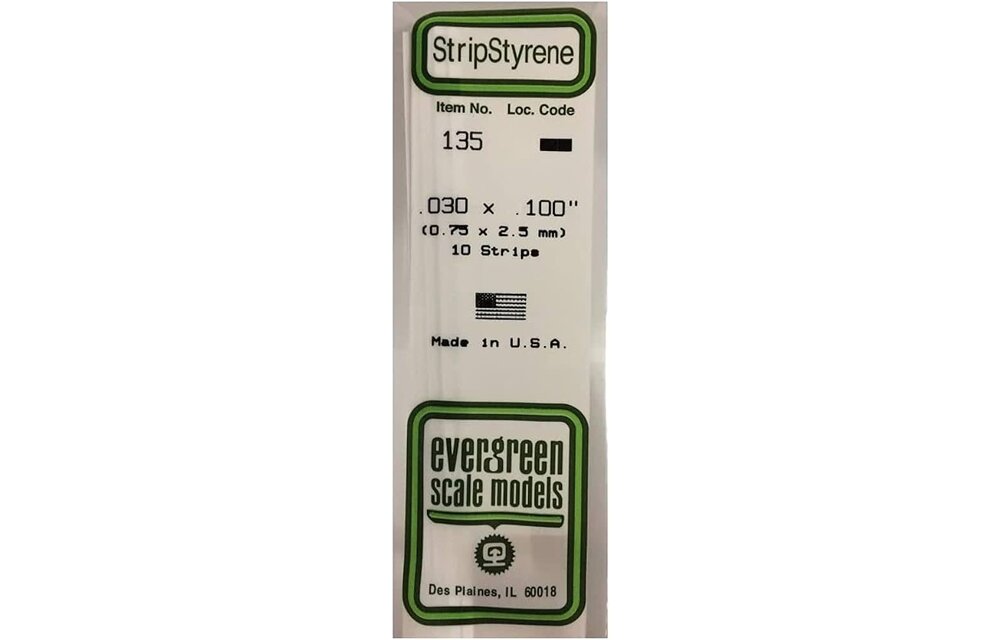 StripStyrene
Item No. Loc. Code
135
.030 x .100"
(0.75 x 2.5 mm)
10 Strips
Made in U.S.A.
evergreen
scale models
Des Plaines, IL 60018